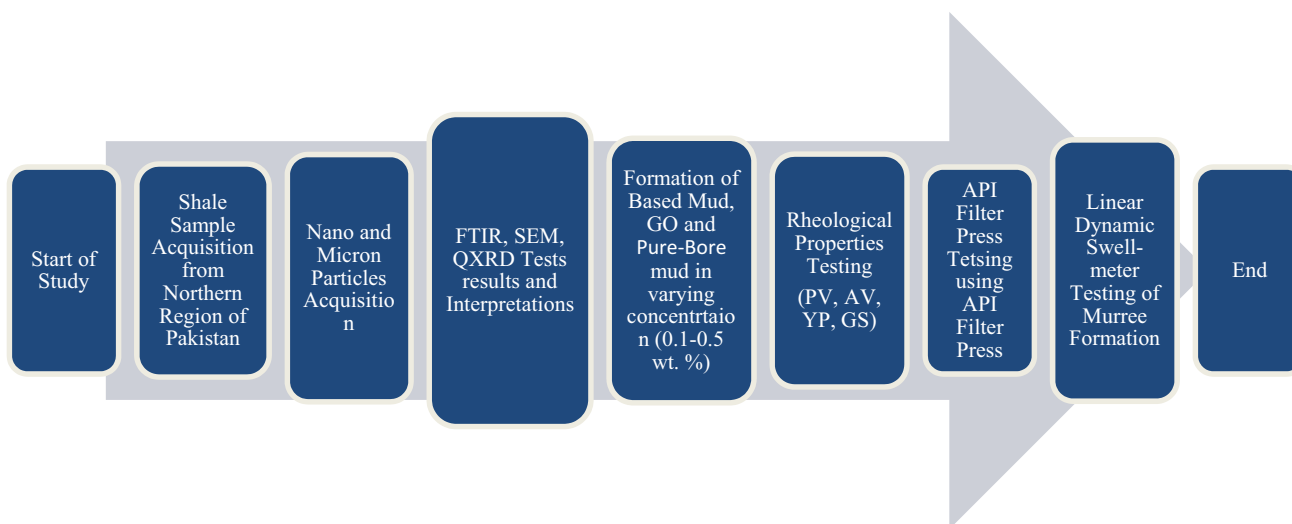 Start of
Study
Shale
Sample
Acquisition
from
Northern
Region of
Pakistan
Nano and
Micron
Particles
Acquisitio
n
FTIR, SEM,
QXRD Tests
results and
Interpretations
Formation of
Based Mud,
GO and
Pure-Bore
mud in
varying
concentrtaio
n (0.1-0.5
wt. %)
Rheological
Properties
Testing
(PV, AV,
YP, GS)
API
Filter
Press
Tetsing
using
API
Filter
Press
Linear
Dynamic
Swell-
meter
Testing of
Murree
Formation
End